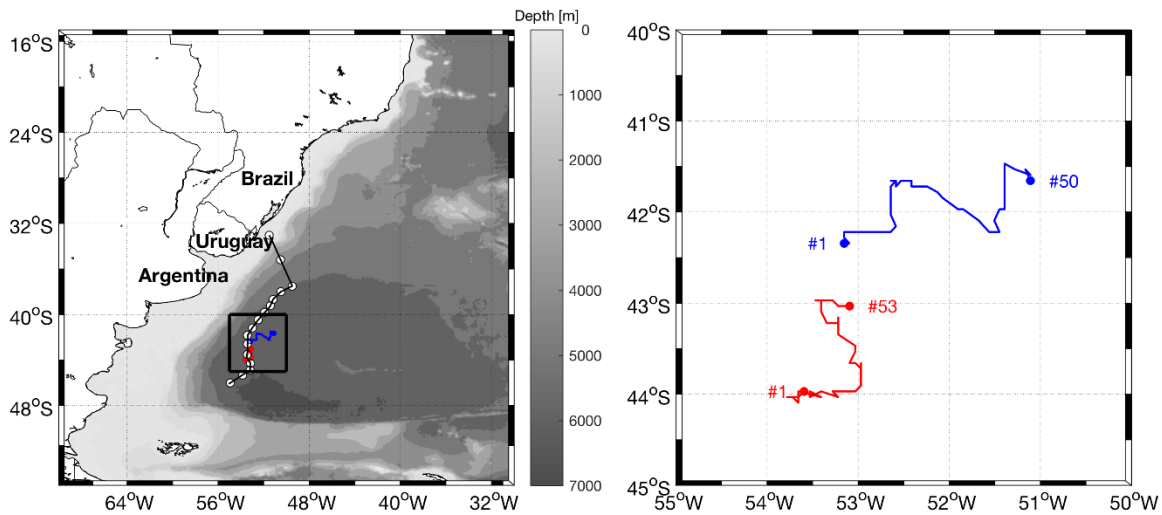 Depth [m]
0
1000
2000
3000
4000
5000
6000
7000
16°S
24°S
32°S
40°S
48°S
64°W
56°W
48°W
40°W
32°W
Brazil
Uruguay
Argentina
40°S
41°S
42°S
43°S
44°S
45°S
55°W
54°W
53°W
52°W
51°W
50°W
#50
#1
#53
#1